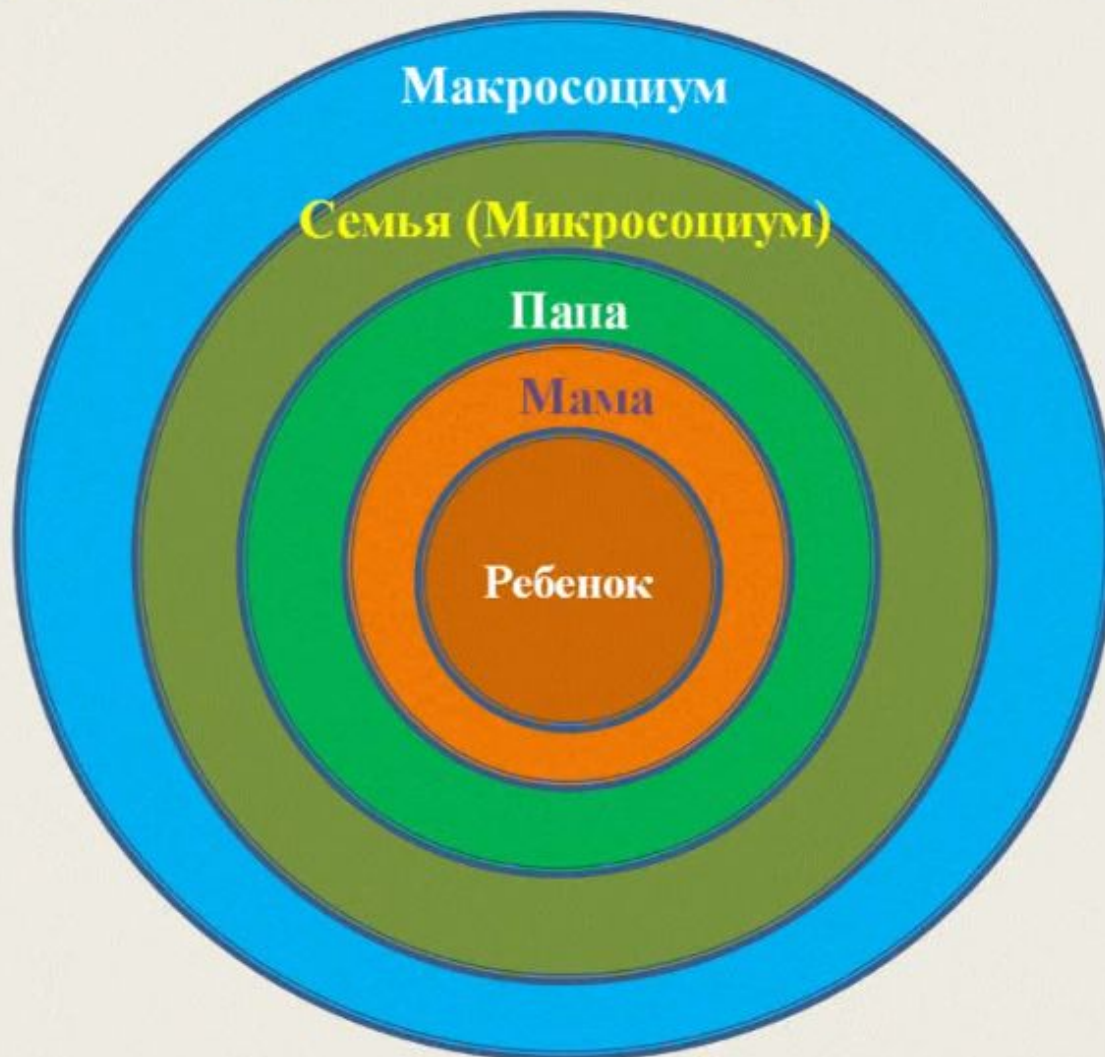 Макросоциум
Семья (Микросоциум)
Папа
Мама
Ребенок